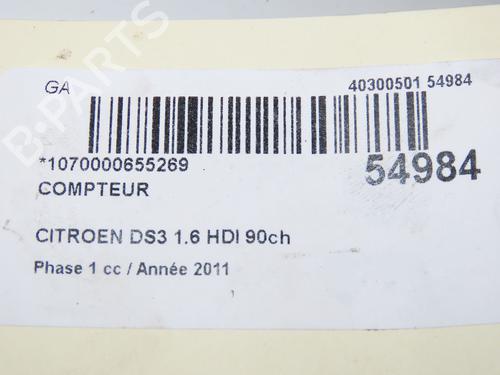 B-PARTS
GA
40300501 54984
*1070000655269
54984
COMPTEUR
CITROEN DS3 1.6 HDI 90ch
Phase 1 cc / Année 2011